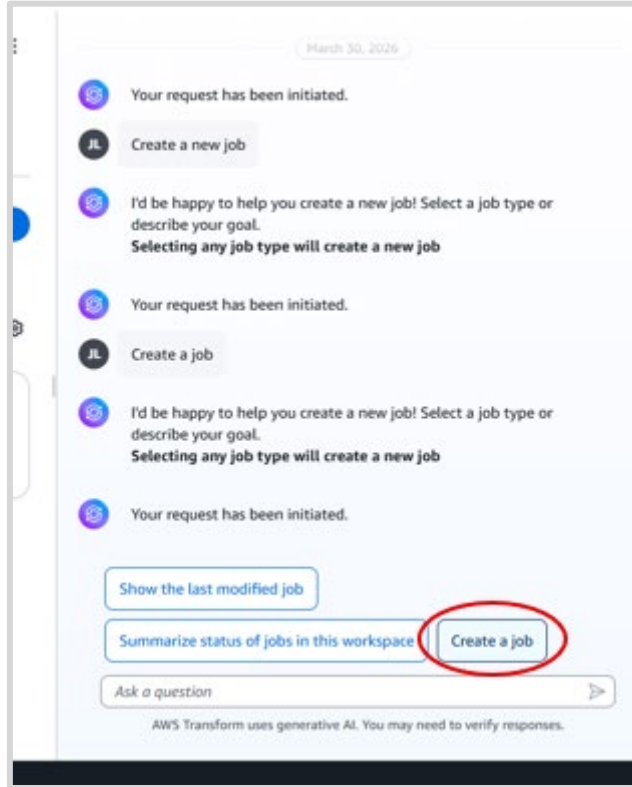 March 30, 2026
Your request has been initiated.
JL
Create a new job
I'd be happy to help you create a new job! Select a job type or
describe your goal.
Selecting any job type will create a new job
Your request has been initiated.
JL
Create a job
I'd be happy to help you create a new job! Select a job type or
describe your goal.
Selecting any job type will create a new job
Your request has been initiated.
Show the last modified job
Summarize status of jobs in this workspace
Create a job
Ask a question
AWS Transform uses generative AI. You may need to verify responses.